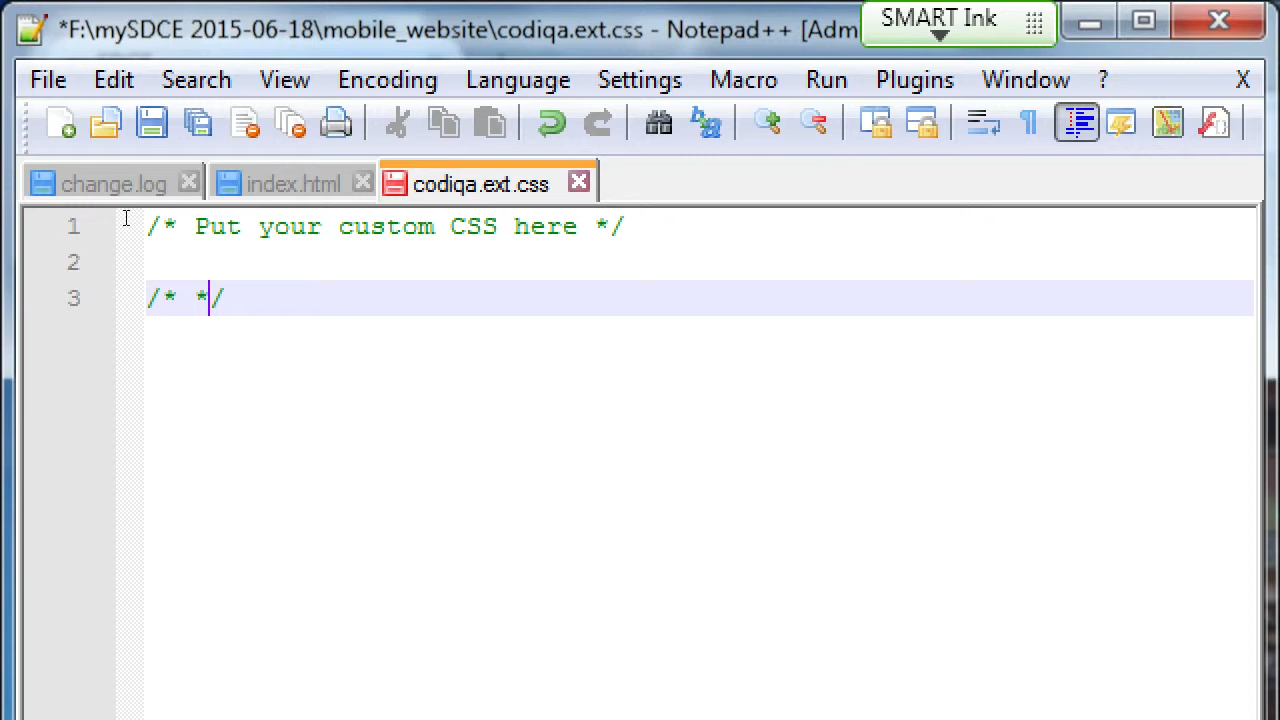 *F:\mySDCE 2015-06-18\mobile_website\codiqa.ext.css - Notepad++ [Adm
SMART Ink
File Edit Search View Encoding Language Settings Macro Run Plugins Window ? X
change.log index.html codiqa.ext.css
1 /* Put your custom CSS here */
2
3 /* */